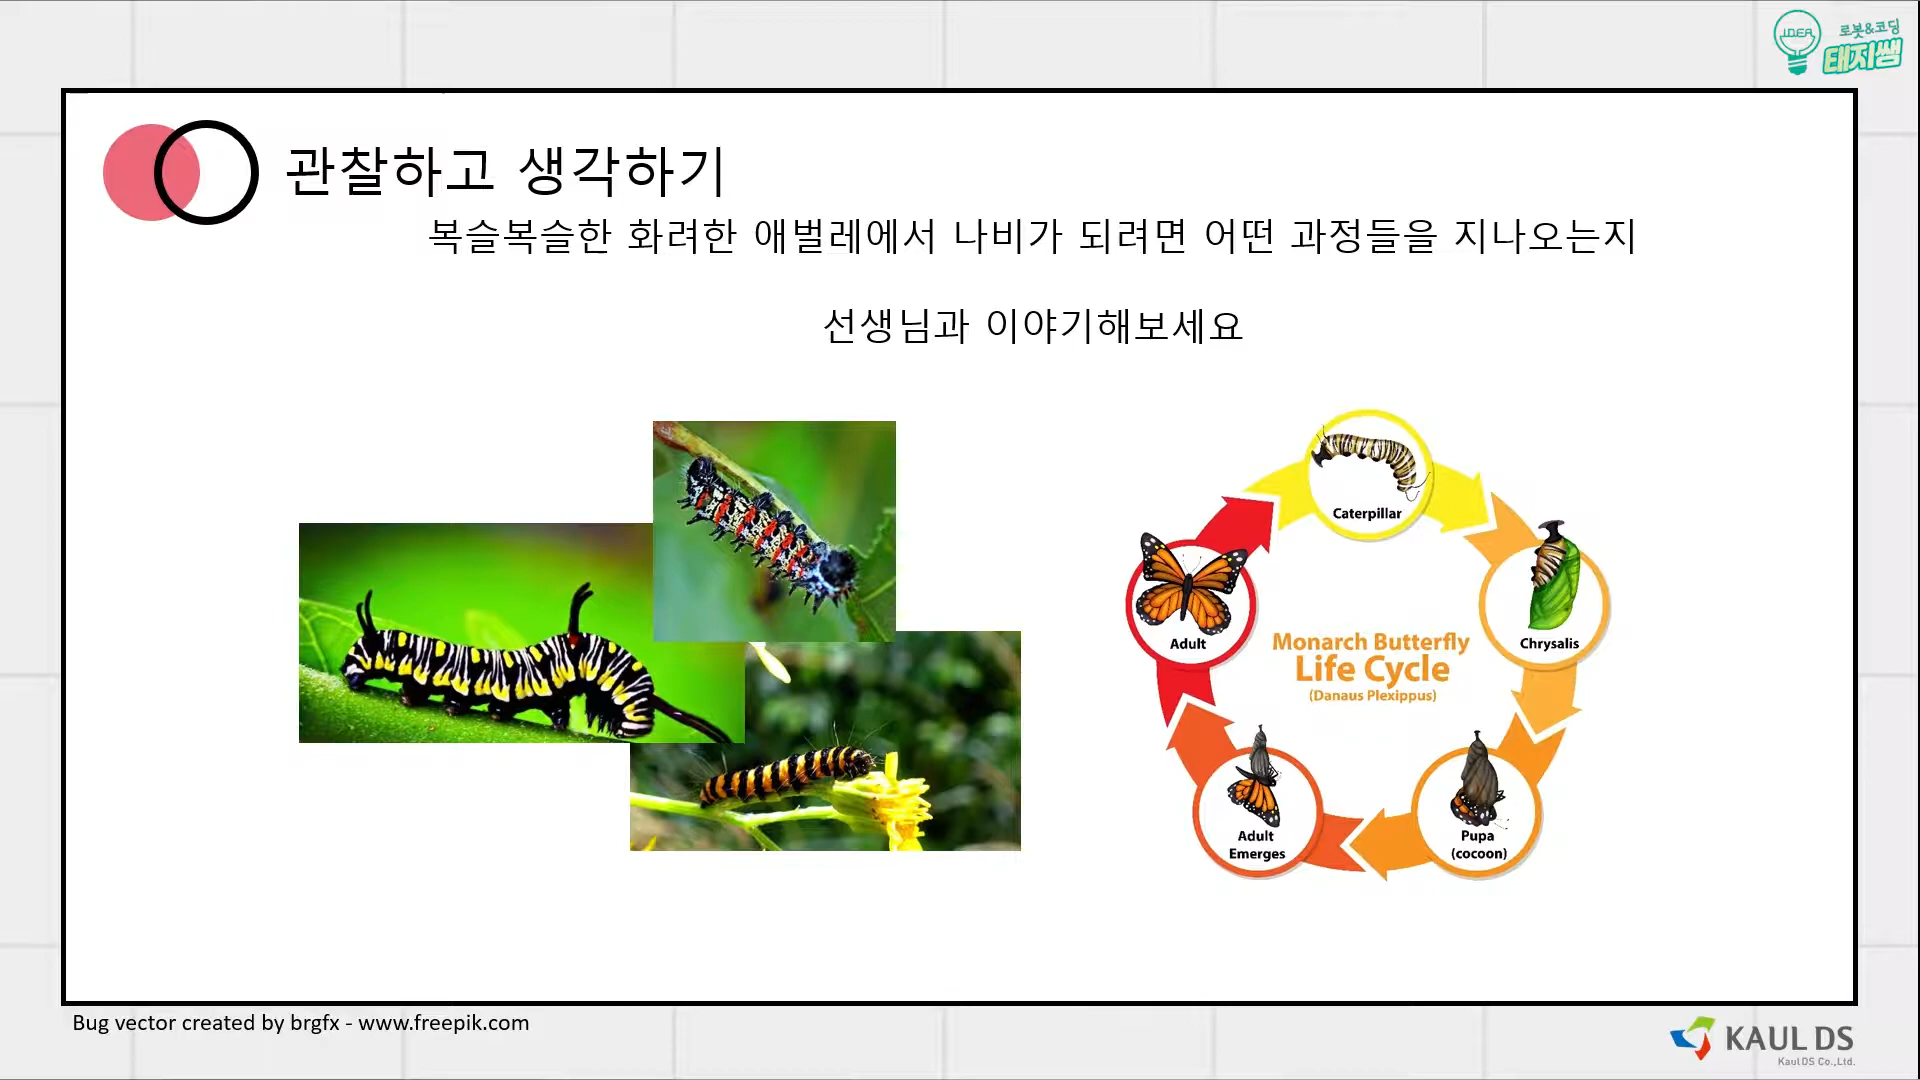 I.D.E.A
로봇&코딩
태지쌤
관찰하고 생각하기
복슬복슬한 화려한 애벌레에서 나비가 되려면 어떤 과정들을 지나오는지
선생님과 이야기해보세요
Caterpillar
Adult
Chrysalis
Monarch Butterfly
Life Cycle
(Danaus Plexippus)
Adult
Emerges
Pupa
(cocoon)
Bug vector created by brgfx - www.freepik.com
KAUL DS
KaulDS Co.,Ltd.